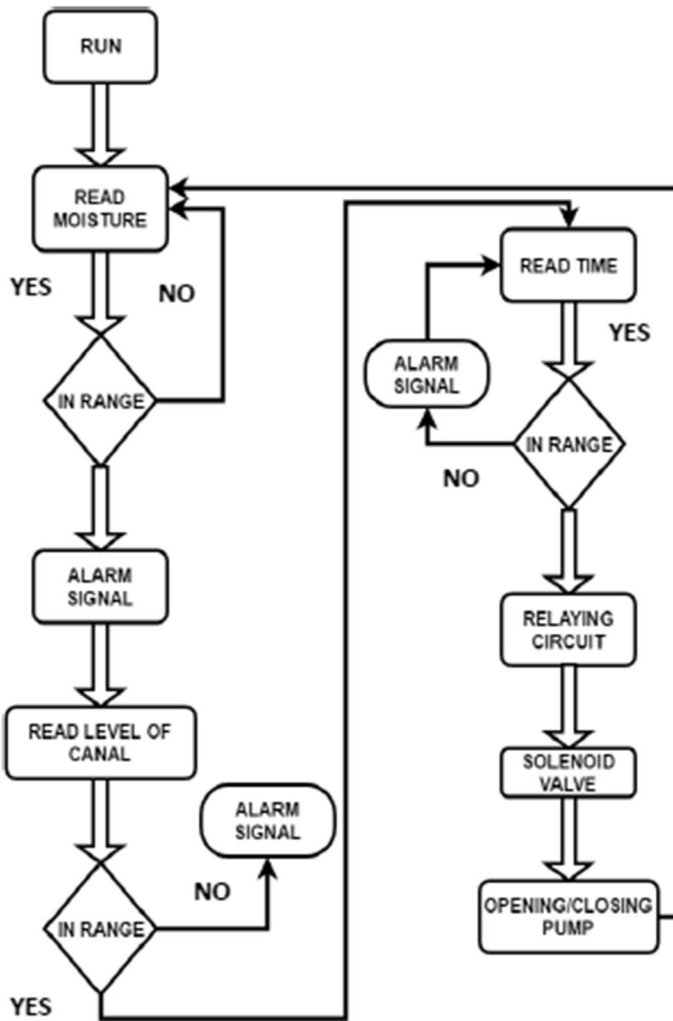 RUN
READ
MOISTURE
YES
NO
IN RANGE
ALARM
SIGNAL
READ LEVEL OF
CANAL
ALARM
SIGNAL
NO
IN RANGE
YES
READ TIME
YES
ALARM
SIGNAL
IN RANGE
NO
RELAYING
CIRCUIT
SOLENOID
VALVE
OPENING/CLOSING
PUMP